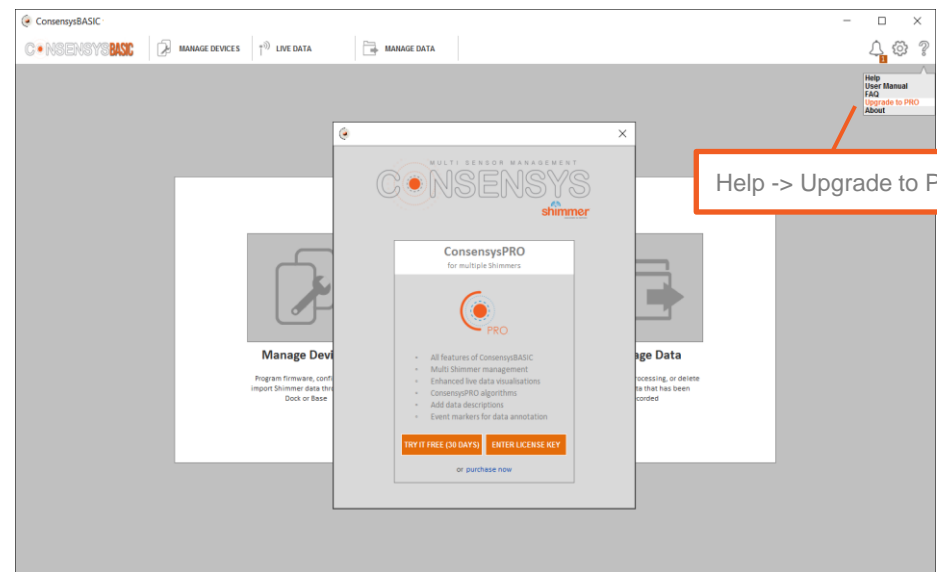 ConsensysBASIC
CONSENSYSBASIC
MANAGE DEVICES
LIVE DATA
MANAGE DATA
1
?
Help
User Manual
FAQ
Upgrade to PRO
About
Help -> Upgrade to P
MULTI SENSOR MANAGEMENT
CONSENSYS
shimmer
ConsensysPRO
for multiple Shimmers
PRO
• All features of ConsensysBASIC
• Multi Shimmer management
• Enhanced live data visualisations
• ConsensysPRO algorithms
• Add data descriptions
• Event markers for data annotation
TRY IT FREE (30 DAYS)
ENTER LICENSE KEY
or purchase now
Manage Devi
Program firmware, confi
import Shimmer data thr
Dock or Base
age Data
rocessing, or delete
ta that has been
corded